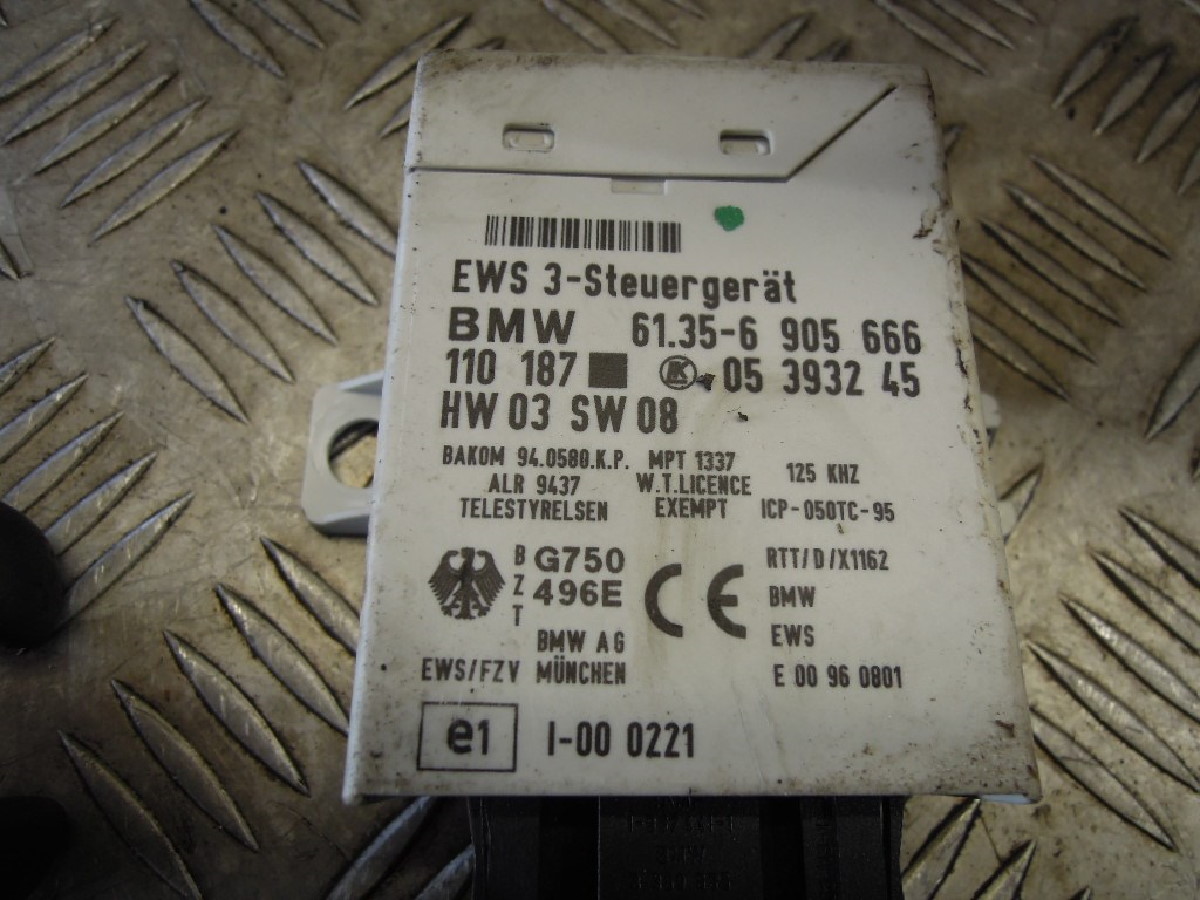 EWS 3-Steuergerät
BMW 61.35-6 905 666
110 187 K 05 3932 45
HW 03 SW 08
BAKOM 94.0580.K.P. MPT 1337 125 KHZ
ALR 9437 W.T.LICENCE
TELESTYRELSEN EXEMPT ICP-050TC-95
BZT G750 RTT/D/X1162
496E CE BMW
BMW AG EWS
EWS/FZV MÜNCHEN E 00 96 0801
e1 I-00 0221